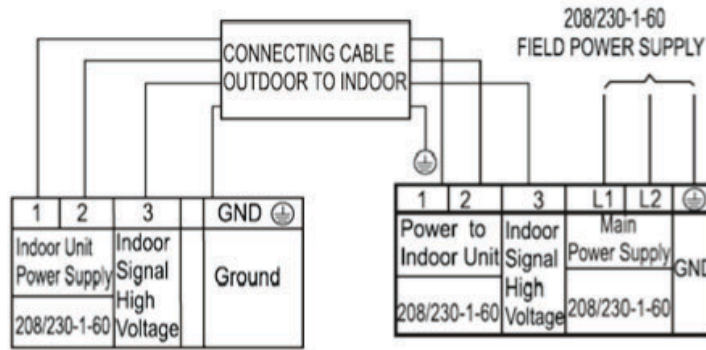 208/230-1-60
FIELD POWER SUPPLY
CONNECTING CABLE
OUTDOOR TO INDOOR
1 2 3 GND
Indoor Unit
Power Supply
208/230-1-60
Indoor
Signal
High
Voltage
Ground
1 2 3 L1 L2
Power to
Indoor Unit
208/230-1-60
Indoor
Signal
High
Voltage
Main
Power Supply
208/230-1-60
GND